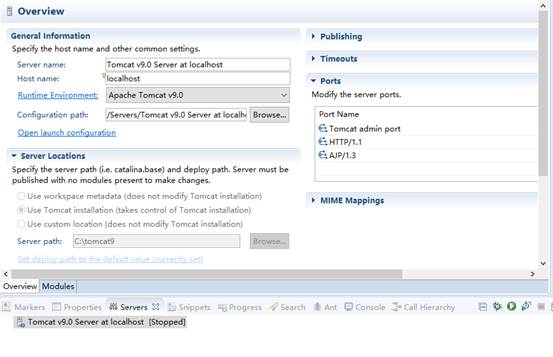 Overview
General Information
Specify the host name and other common settings.
Server name: Tomcat v9.0 Server at localhost
Host name: localhost
Runtime Environment: Apache Tomcat v9.0
Configuration path: /Servers/Tomcat v9.0 Server at localh Browse...
Open launch configuration
Server Locations
Specify the server path (i.e. catalina.base) and deploy path. Server must be
published with no modules present to make changes.
Use workspace metadata (does not modify Tomcat installation)
Use Tomcat installation (takes control of Tomcat installation)
Use custom location (does not modify Tomcat installation)
Server path: C:\tomcat9 Browse...
Set deploy path to the default value (currently set)
Publishing
Timeouts
Ports
Modify the server ports.
Port Name
Tomcat admin port
HTTP/1.1
AJP/1.3
MIME Mappings
Overview Modules
Markers Properties Servers Snippets Progress Search Ant Console Call Hierarchy
Tomcat v9.0 Server at localhost [Stopped]